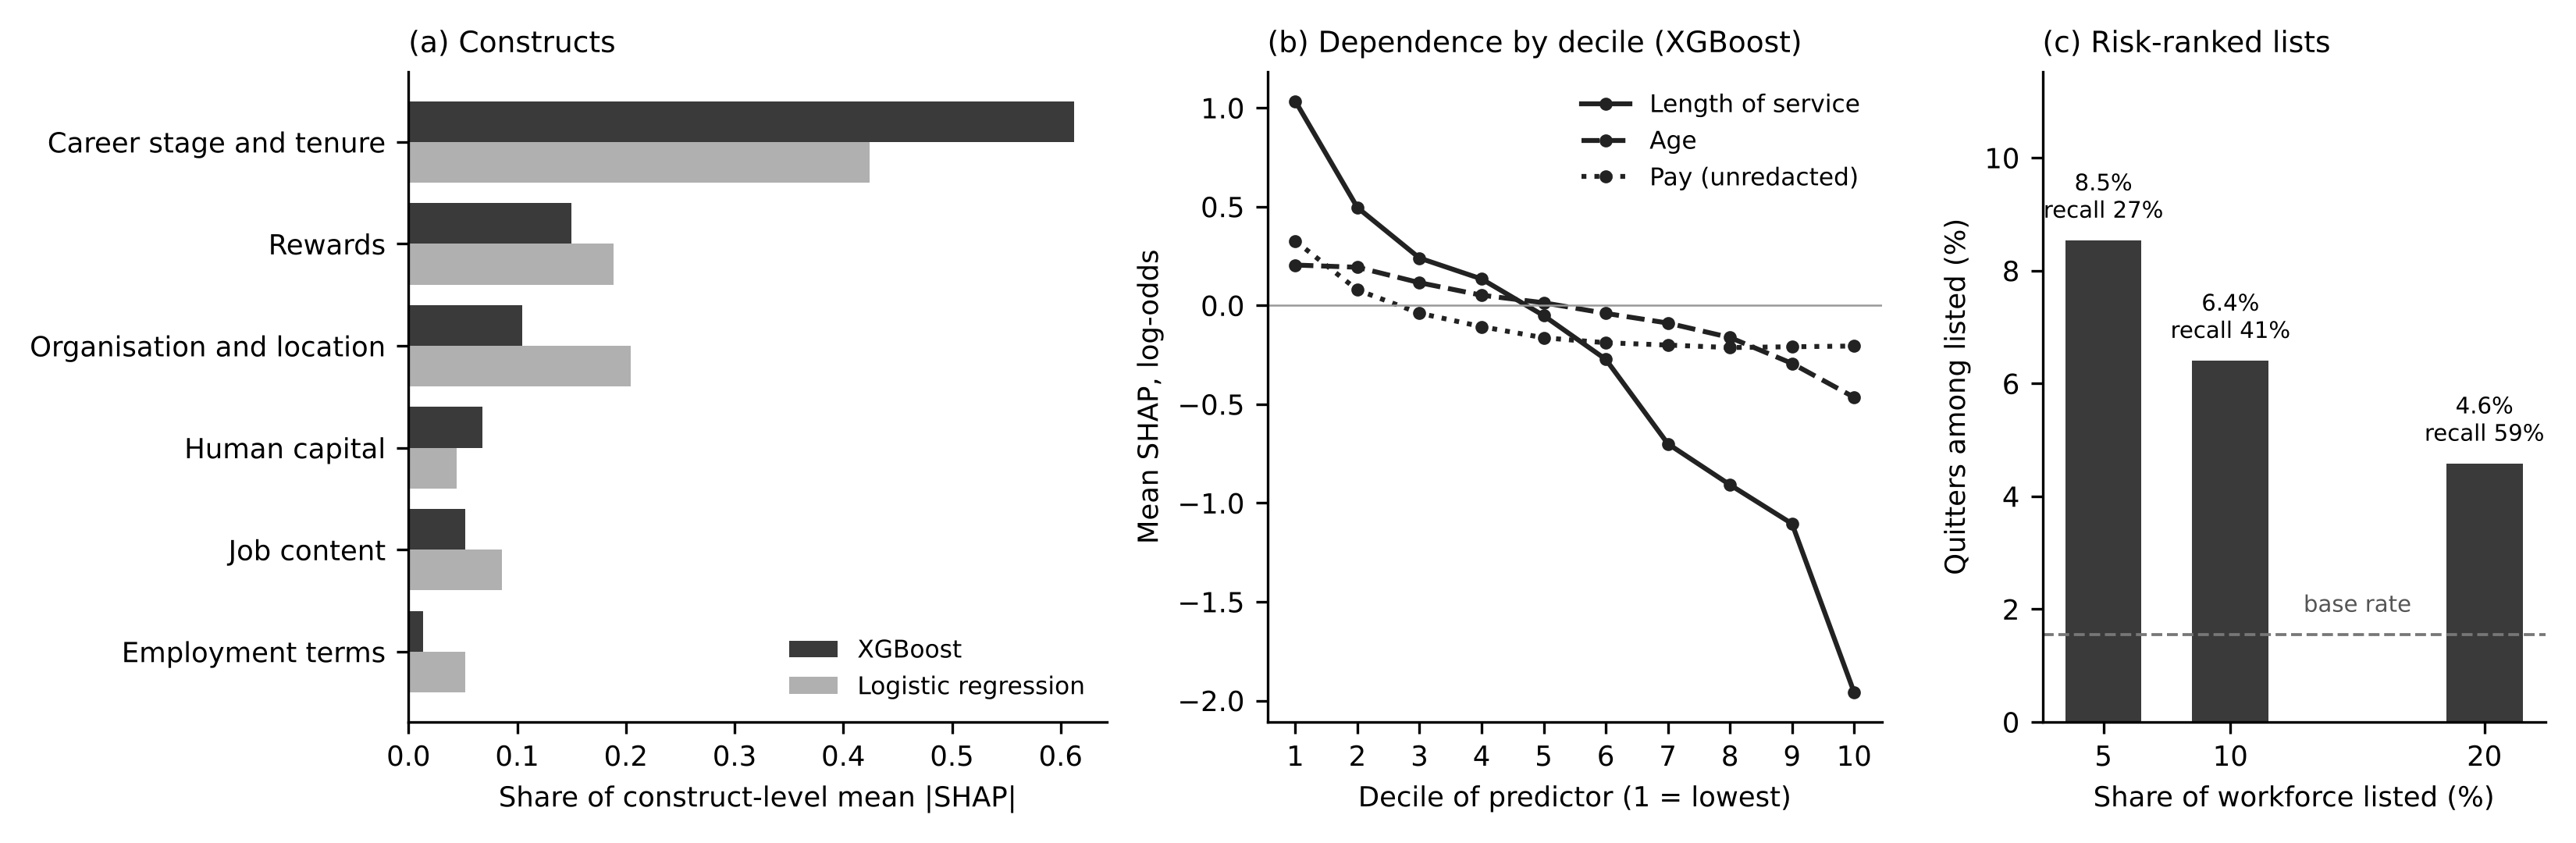 (a) Constructs
Career stage and tenure
Rewards
Organisation and location
Human capital
Job content
Employment terms
XGBoost
Logistic regression
0.0 0.1 0.2 0.3 0.4 0.5 0.6
Share of construct-level mean |SHAP|
(b) Dependence by decile (XGBoost)
Mean SHAP, log-odds
1.0
0.5
0.0
−0.5
−1.0
−1.5
−2.0
Length of service
Age
Pay (unredacted)
1 2 3 4 5 6 7 8 9 10
Decile of predictor (1 = lowest)
(c) Risk-ranked lists
Quitters among listed (%)
10
8
6
4
2
0
8.5%
recall 27%
6.4%
recall 41%
4.6%
recall 59%
base rate
5 10 20
Share of workforce listed (%)